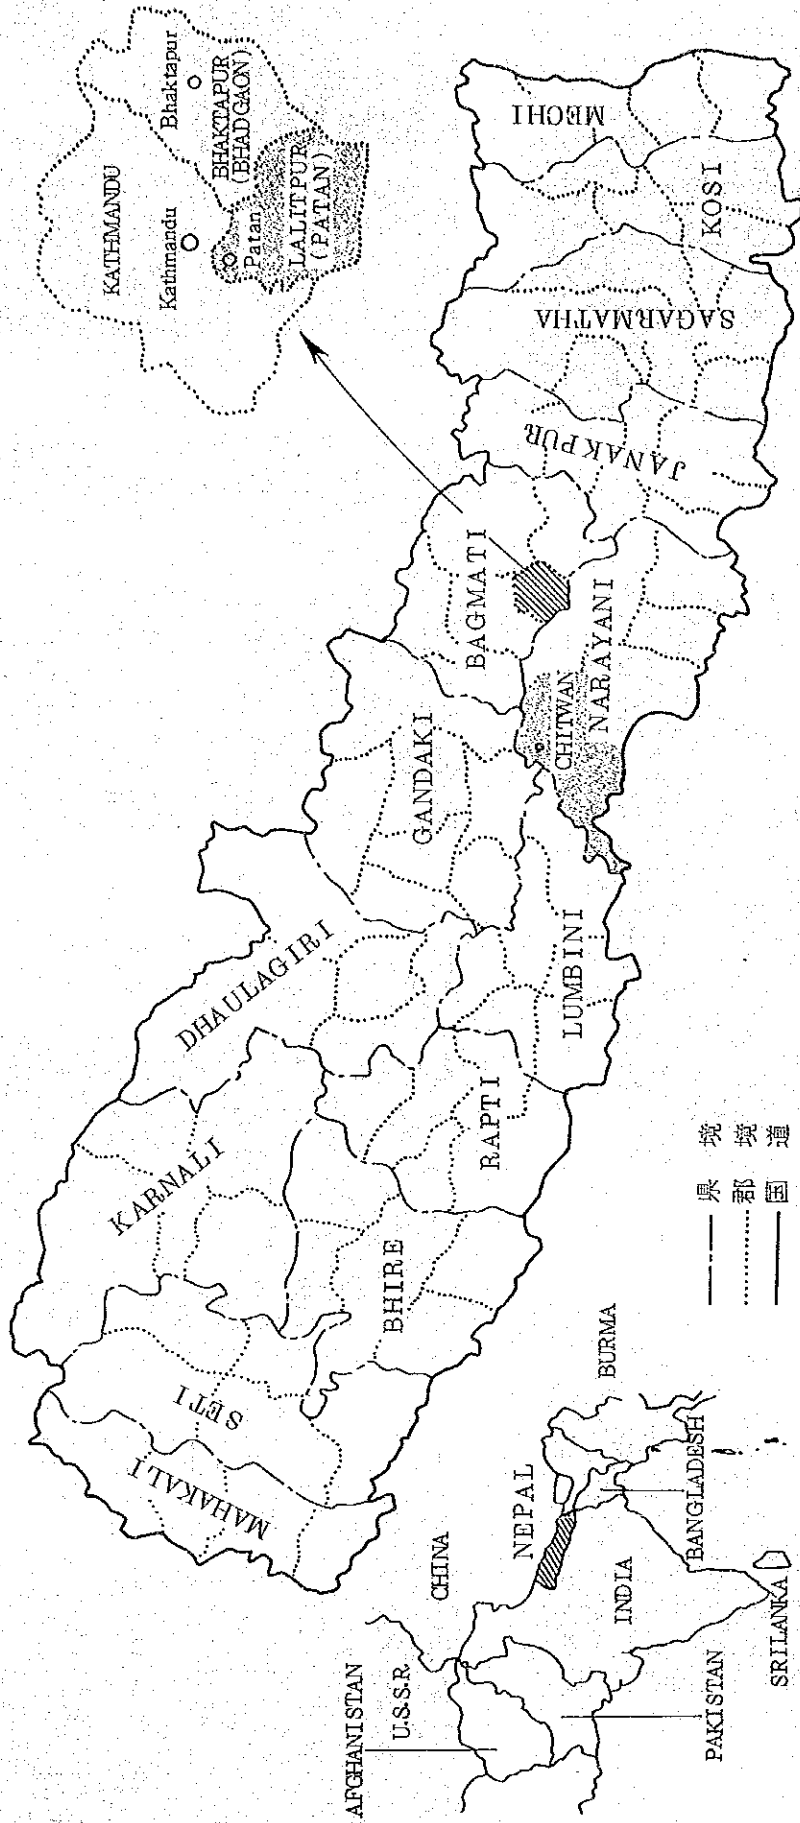 KATHMANDU
Kathmandu
Bhaktapur
BHAKTAPUR
(BHADGAON)
Patan
LALITPUR
(PATAN)
MAHAKALI
SETI
KARNALI
BHIRE
DHAULAGIRI
RAPTI
GANDAKI
LUMBINI
BAGMATI
CHITWAN
NARAYANI
JANAKPUR
SAGARMATHA
KOSI
MECHI
県境
郡境
国道
AFGHANISTAN
U.S.S.R.
CHINA
NEPAL
BURMA
INDIA
BANGLADESH
PAKISTAN
SRILANKA